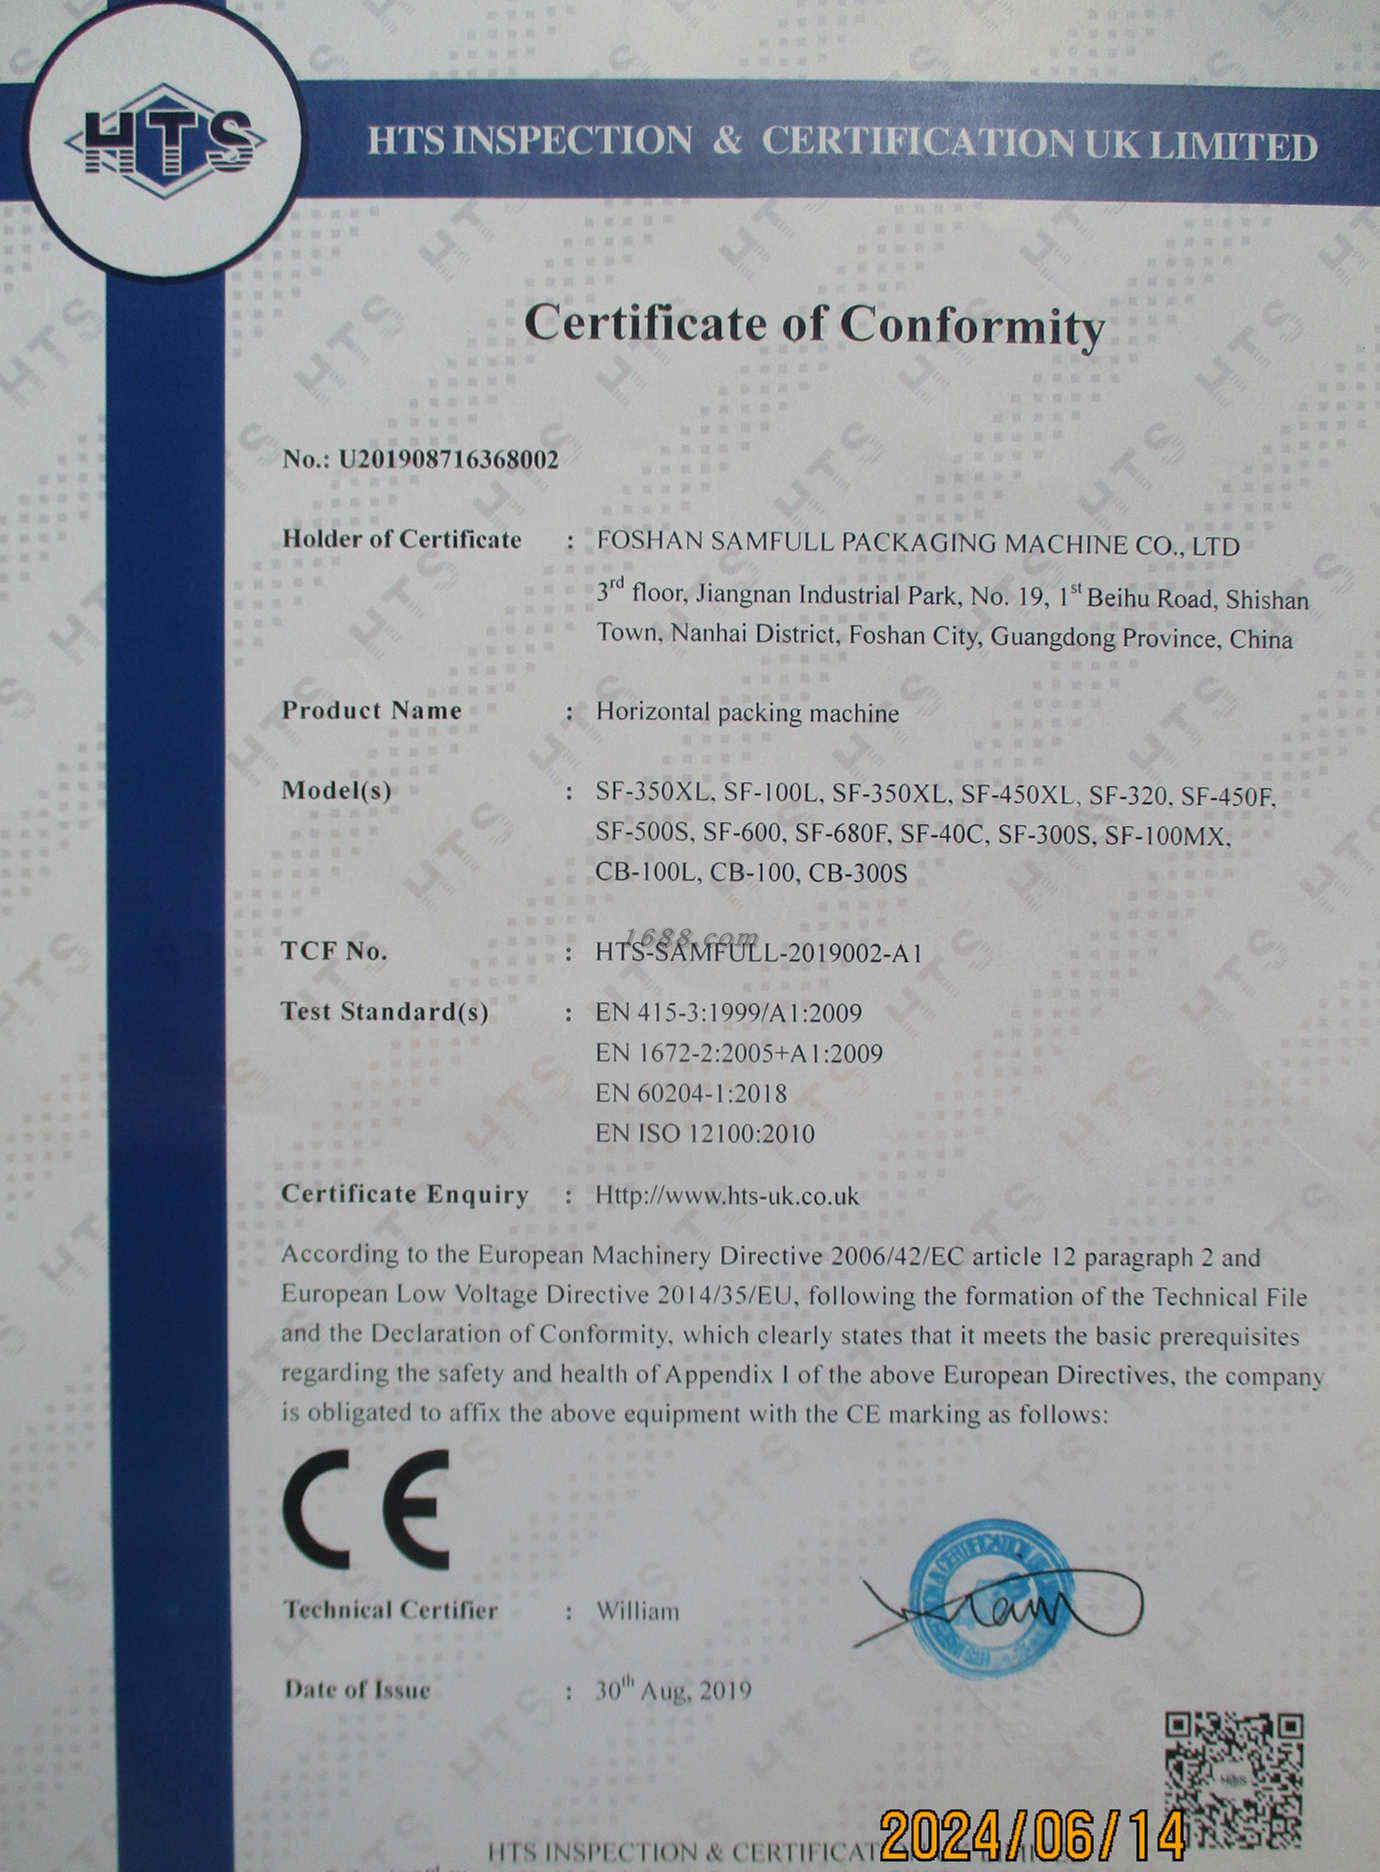 HTS
HTS INSPECTION & CERTIFICATION UK LIMITED
Certificate of Conformity
No.: U201908716368002
Holder of Certificate : FOSHAN SAMFULL PACKAGING MACHINE CO., LTD
3rd floor, Jiangnan Industrial Park, No. 19, 1st Beihu Road, Shishan
Town, Nanhai District, Foshan City, Guangdong Province, China
Product Name : Horizontal packing machine
Model(s) : SF-350XL, SF-100L, SF-350XL, SF-450XL, SF-320, SF-450F,
SF-500S, SF-600, SF-680F, SF-40C, SF-300S, SF-100MX,
CB-100L, CB-100, CB-300S
1688.com
TCF No. : HTS-SAMFULL-2019002-A1
Test Standard(s) : EN 415-3:1999/A1:2009
EN 1672-2:2005+A1:2009
EN 60204-1:2018
EN ISO 12100:2010
Certificate Enquiry : Http://www.hts-uk.co.uk
According to the European Machinery Directive 2006/42/EC article 12 paragraph 2 and
European Low Voltage Directive 2014/35/EU, following the formation of the Technical File
and the Declaration of Conformity, which clearly states that it meets the basic prerequisites
regarding the safety and health of Appendix I of the above European Directives, the company
is obligated to affix the above equipment with the CE marking as follows:
CE
Technical Certifier : William
Date of Issue : 30th Aug, 2019
HTS
2024/06/14
HTS INSPECTION & CERTIFICAT